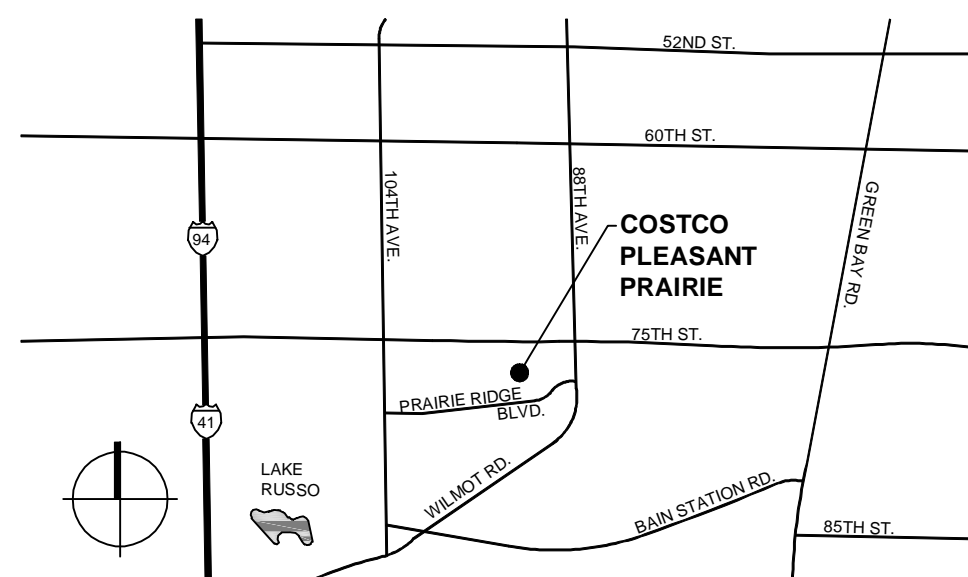 52ND ST.
60TH ST.
104TH AVE.
88TH AVE.
GREEN BAY RD.
94
COSTCO
PLEASANT
PRAIRIE
75TH ST.
PRAIRIE RIDGE
BLVD.
41
LAKE
RUSSO
WILMOT RD.
BAIN STATION RD.
85TH ST.